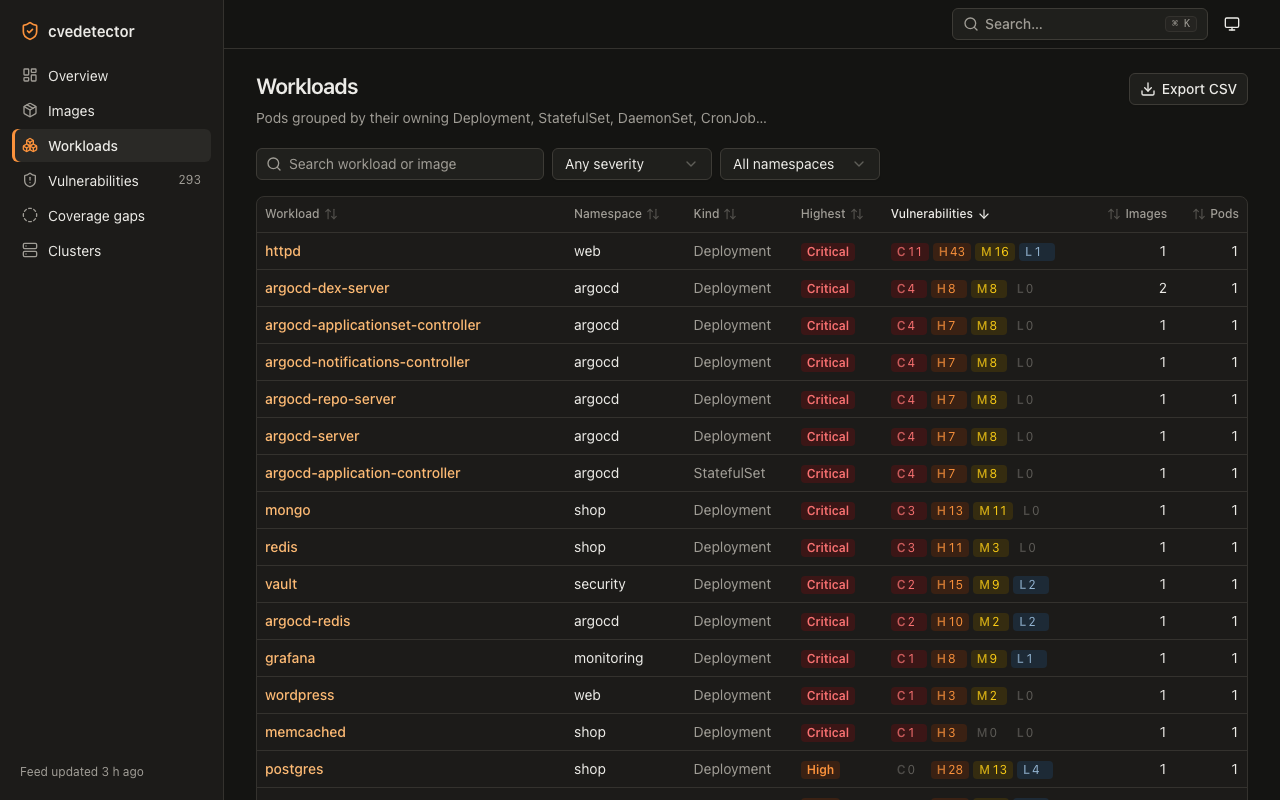 cvedetector
Search... ⌘ K
Overview
Images
Workloads
Vulnerabilities 293
Coverage gaps
Clusters
Feed updated 3 h ago
Workloads
Export CSV
Pods grouped by their owning Deployment, StatefulSet, DaemonSet, CronJob...
Search workload or image Any severity All namespaces
Workload Namespace Kind Highest Vulnerabilities Images Pods
httpd web Deployment Critical C 11 H 43 M 16 L 1 1 1
argocd-dex-server argocd Deployment Critical C 4 H 8 M 8 L 0 2 1
argocd-applicationset-controller argocd Deployment Critical C 4 H 7 M 8 L 0 1 1
argocd-notifications-controller argocd Deployment Critical C 4 H 7 M 8 L 0 1 1
argocd-repo-server argocd Deployment Critical C 4 H 7 M 8 L 0 1 1
argocd-server argocd Deployment Critical C 4 H 7 M 8 L 0 1 1
argocd-application-controller argocd StatefulSet Critical C 4 H 7 M 8 L 0 1 1
mongo shop Deployment Critical C 3 H 13 M 11 L 0 1 1
redis shop Deployment Critical C 3 H 11 M 3 L 0 1 1
vault security Deployment Critical C 2 H 15 M 9 L 2 1 1
argocd-redis argocd Deployment Critical C 2 H 10 M 2 L 2 1 1
grafana monitoring Deployment Critical C 1 H 8 M 9 L 1 1 1
wordpress web Deployment Critical C 1 H 3 M 2 L 0 1 1
memcached shop Deployment Critical C 1 H 3 M 0 L 0 1 1
postgres shop Deployment High C 0 H 28 M 13 L 4 1 1